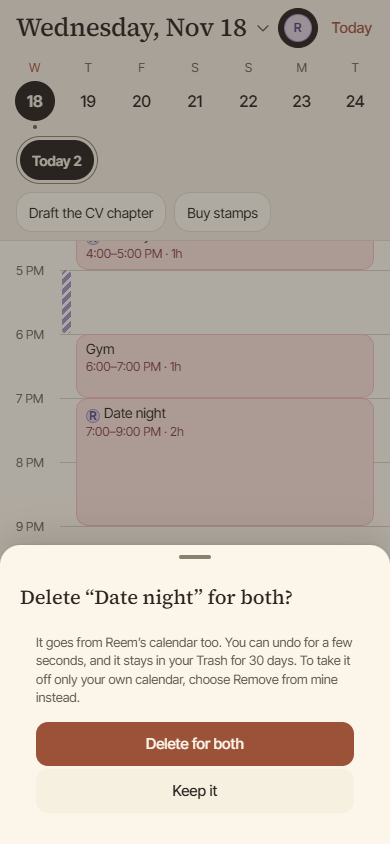 Wednesday, Nov 18
R
Today
W T F S S M T
18 19 20 21 22 23 24
Today 2
Draft the CV chapter
Buy stamps
4:00–5:00 PM · 1h
5 PM
6 PM
Gym
6:00–7:00 PM · 1h
7 PM
R Date night
7:00–9:00 PM · 2h
8 PM
9 PM
Delete “Date night” for both?
It goes from Reem’s calendar too. You can undo for a few
seconds, and it stays in your Trash for 30 days. To take it
off only your own calendar, choose Remove from mine
instead.
Delete for both
Keep it